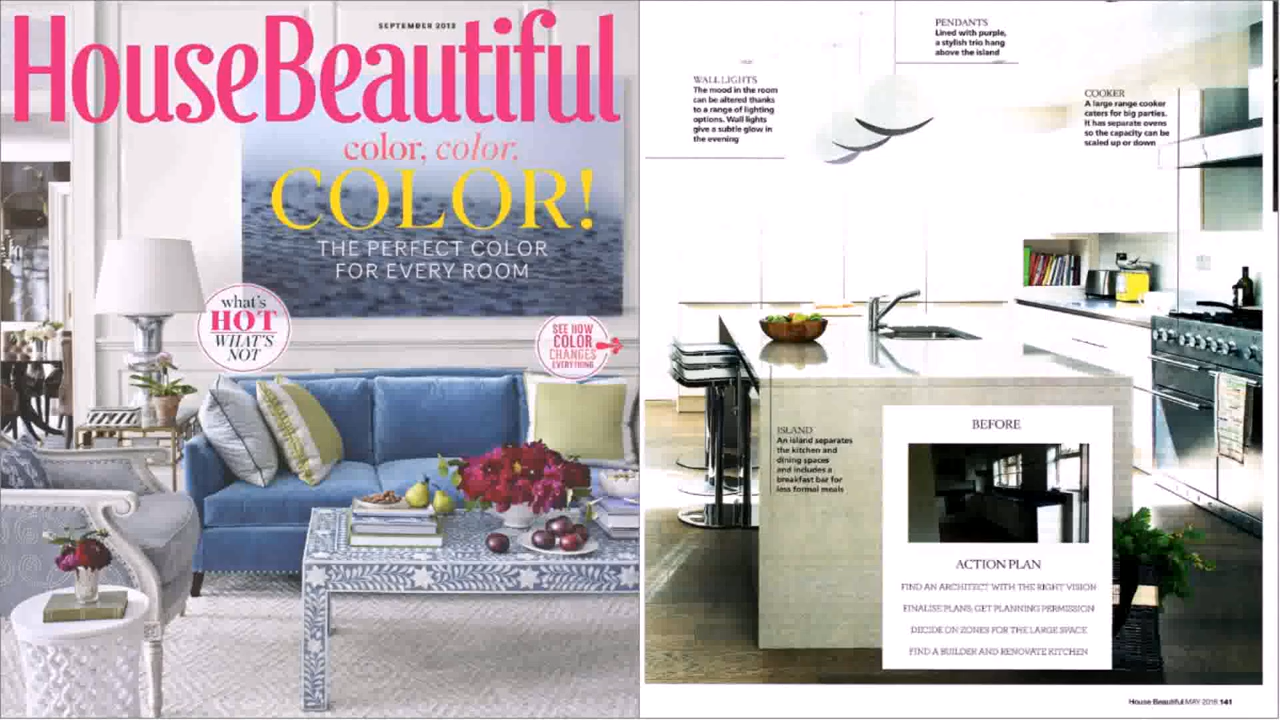 SEPTEMBER 2013
HouseBeautiful
color, color,
COLOR!
THE PERFECT COLOR
FOR EVERY ROOM
what's
HOT
WHAT'S
NOT
SEE HOW
COLOR
CHANGES
EVERYTHING
PENDANTS
Lined with purple,
a stylish trio hang
above the island
WALL LIGHTS
The mood in the room
can be altered thanks
to a range of lighting
options. Wall lights
give a subtle glow in
the evening
COOKER
A large range cooker
caters for big parties.
It has separate ovens
so the capacity can be
scaled up or down
ISLAND
An island separates
the kitchen and
dining spaces
and includes a
breakfast bar for
less formal meals
BEFORE
ACTION PLAN
FIND AN ARCHITECT WITH THE RIGHT VISION
FINALISE PLANS; GET PLANNING PERMISSION
DECIDE ON ZONES FOR THE LARGE SPACE
FIND A BUILDER AND RENOVATE KITCHEN
House Beautiful MAY 2016 141